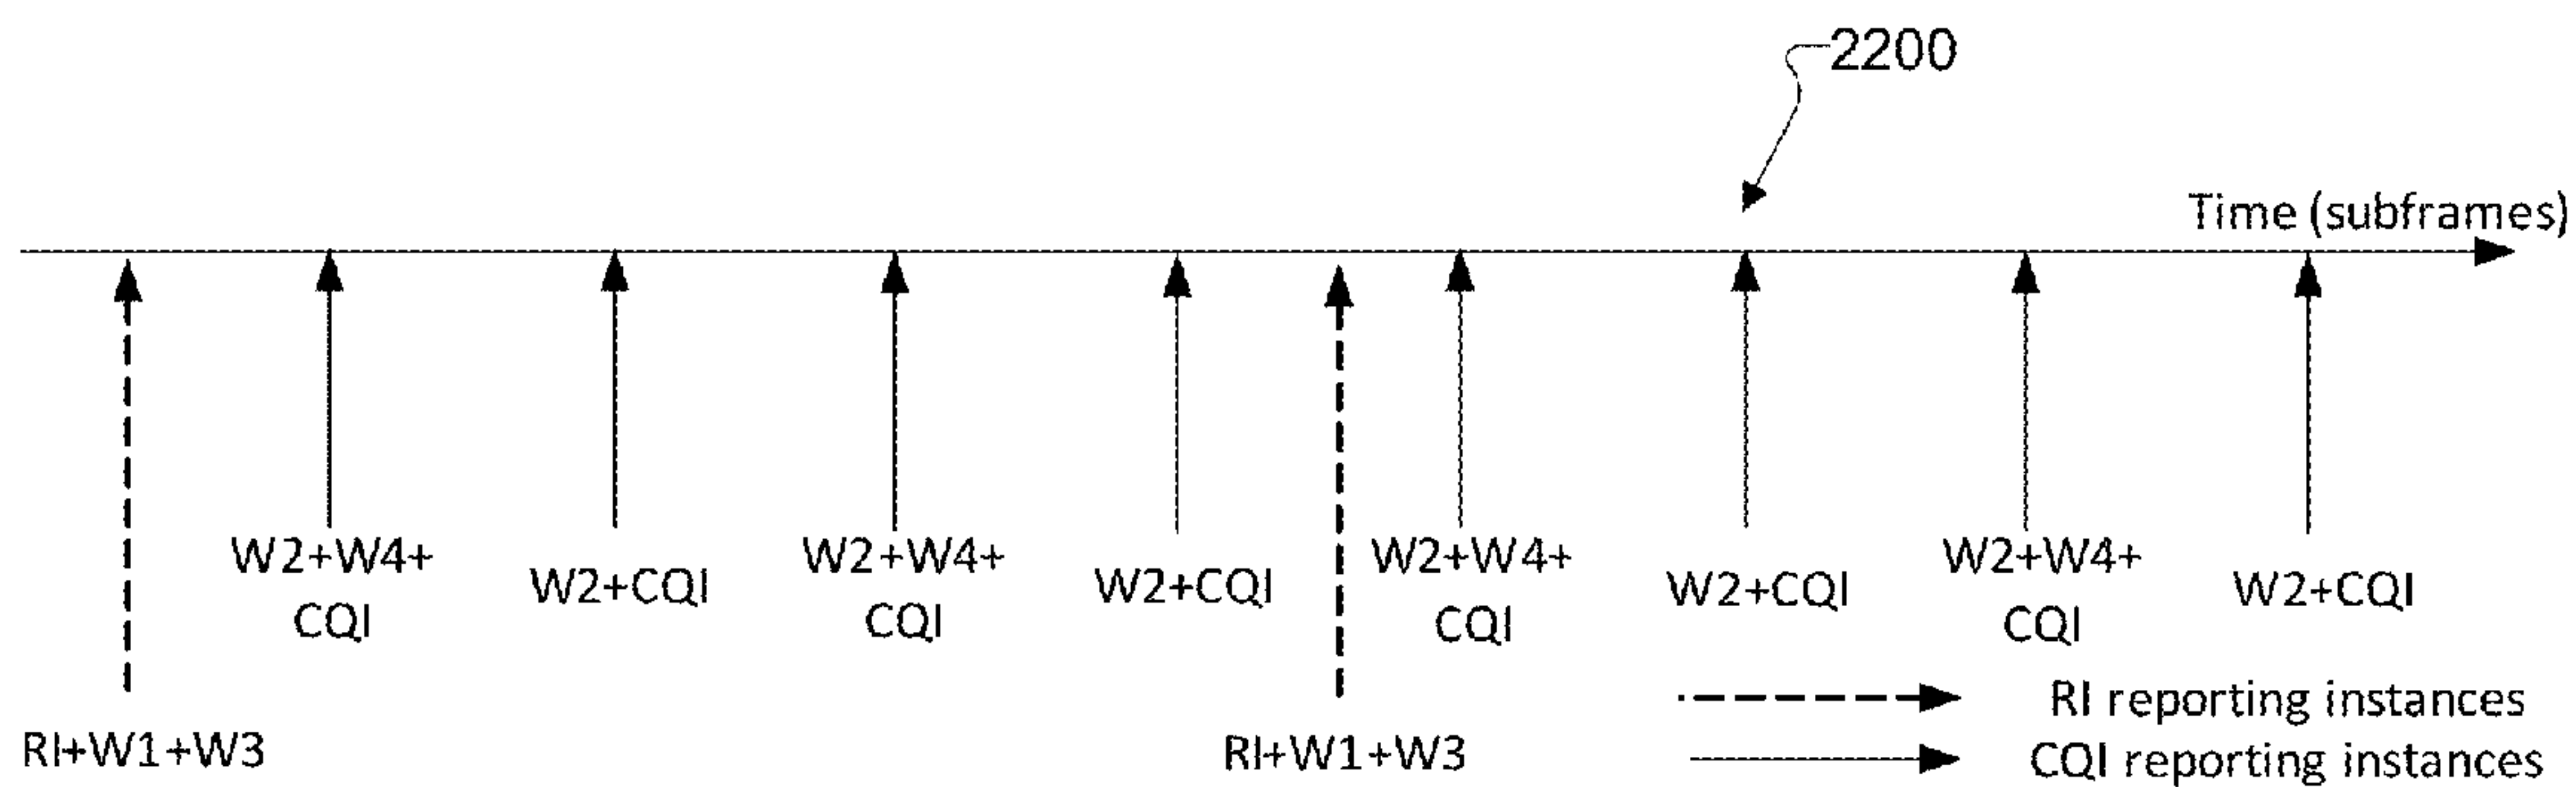 2200
Time (subframes)
W2+W4+
CQI
W2+CQI
W2+W4+
CQI
W2+CQI
W2+W4+
CQI
W2+CQI
W2+W4+
CQI
W2+CQI
RI+W1+W3
RI+W1+W3
RI reporting instances
CQI reporting instances